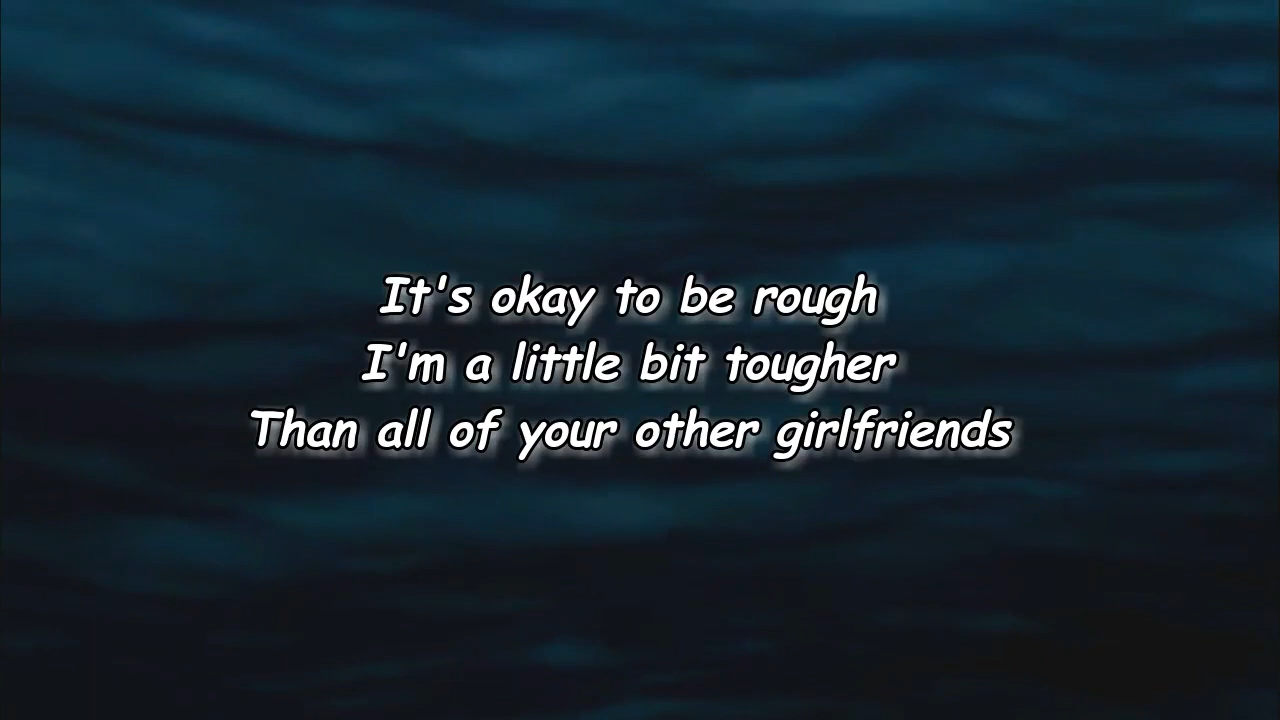 It's okay to be rough
I'm a little bit tougher
Than all of your other girlfriends